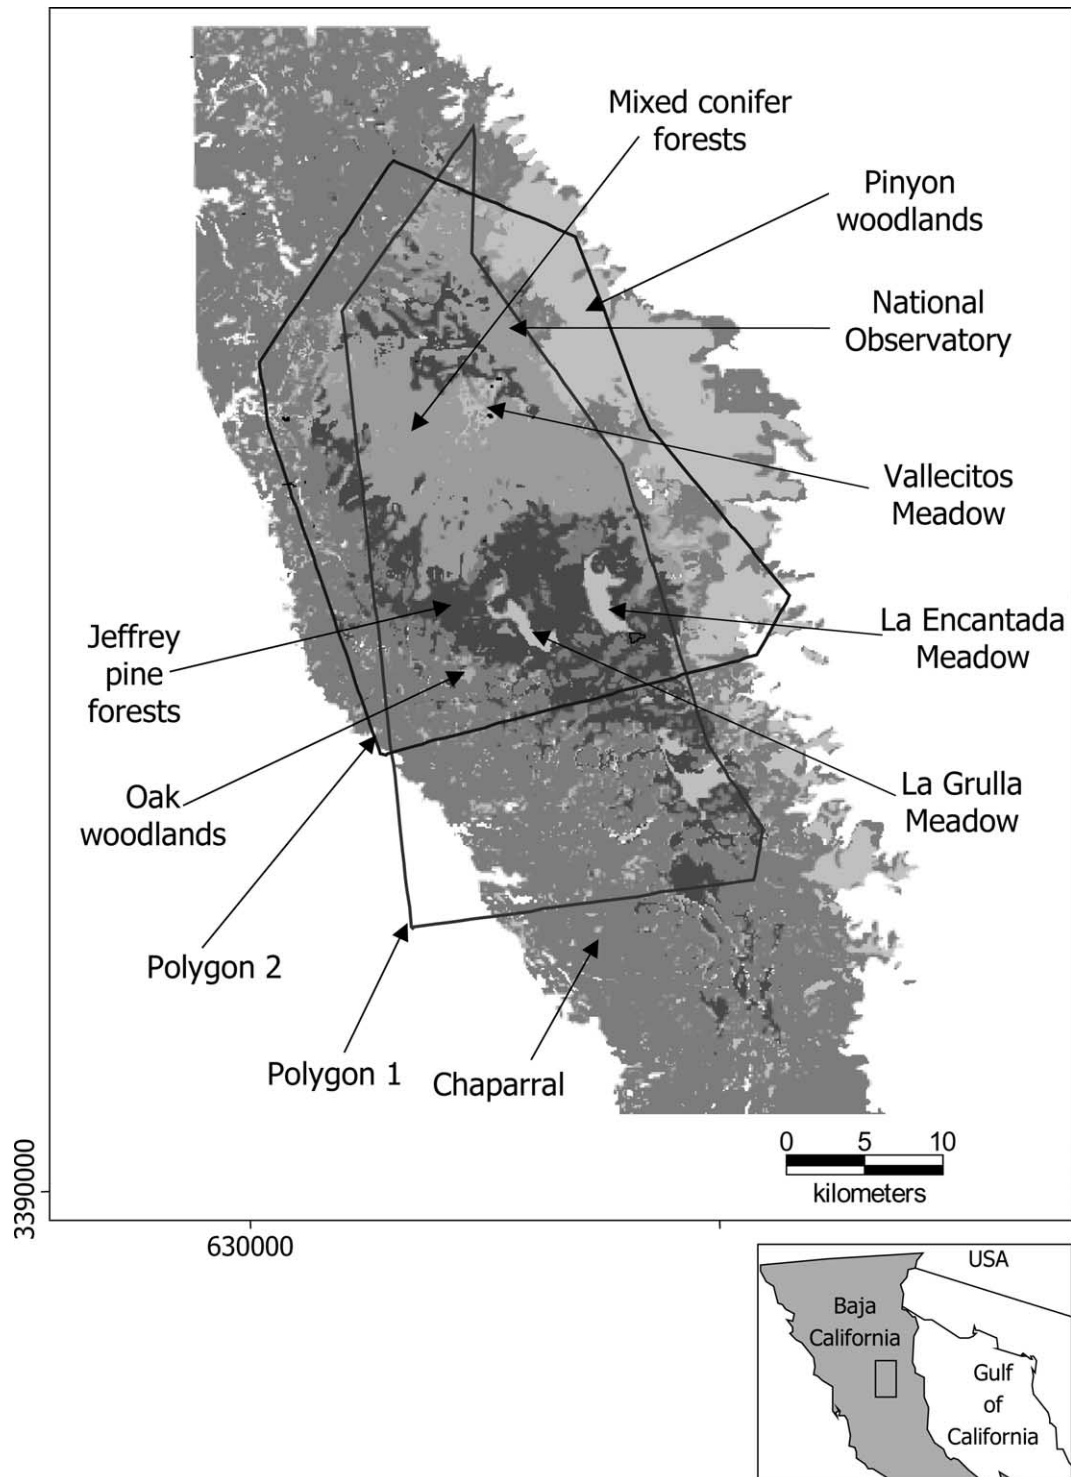 Mixed conifer
forests
Pinyon
woodlands
National
Observatory
Vallecitos
Meadow
La Encantada
Meadow
La Grulla
Meadow
Jeffrey
pine
forests
Oak
woodlands
Polygon 2
Polygon 1
Chaparral
0 5 10
kilometers
3390000
630000
USA
Baja
California
Gulf
of
California